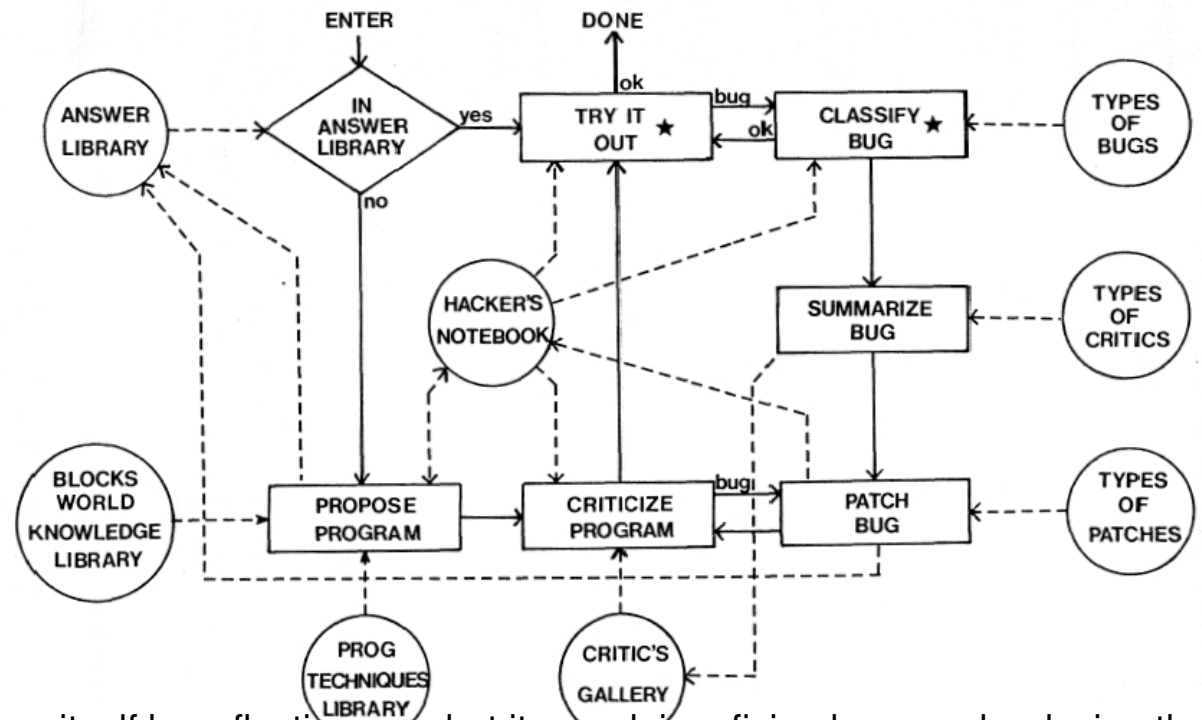 ENTER
DONE
ok
ANSWER
LIBRARY
IN
ANSWER
LIBRARY
yes
no
TRY IT
OUT ★
bug
ok
CLASSIFY
BUG ★
TYPES
OF
BUGS
HACKER'S
NOTEBOOK
SUMMARIZE
BUG
TYPES
OF
CRITICS
BLOCKS
WORLD
KNOWLEDGE
LIBRARY
PROPOSE
PROGRAM
CRITICIZE
PROGRAM
bug
PATCH
BUG
TYPES
OF
PATCHES
PROG
TECHNIQUES
LIBRARY
CRITIC'S
GALLERY